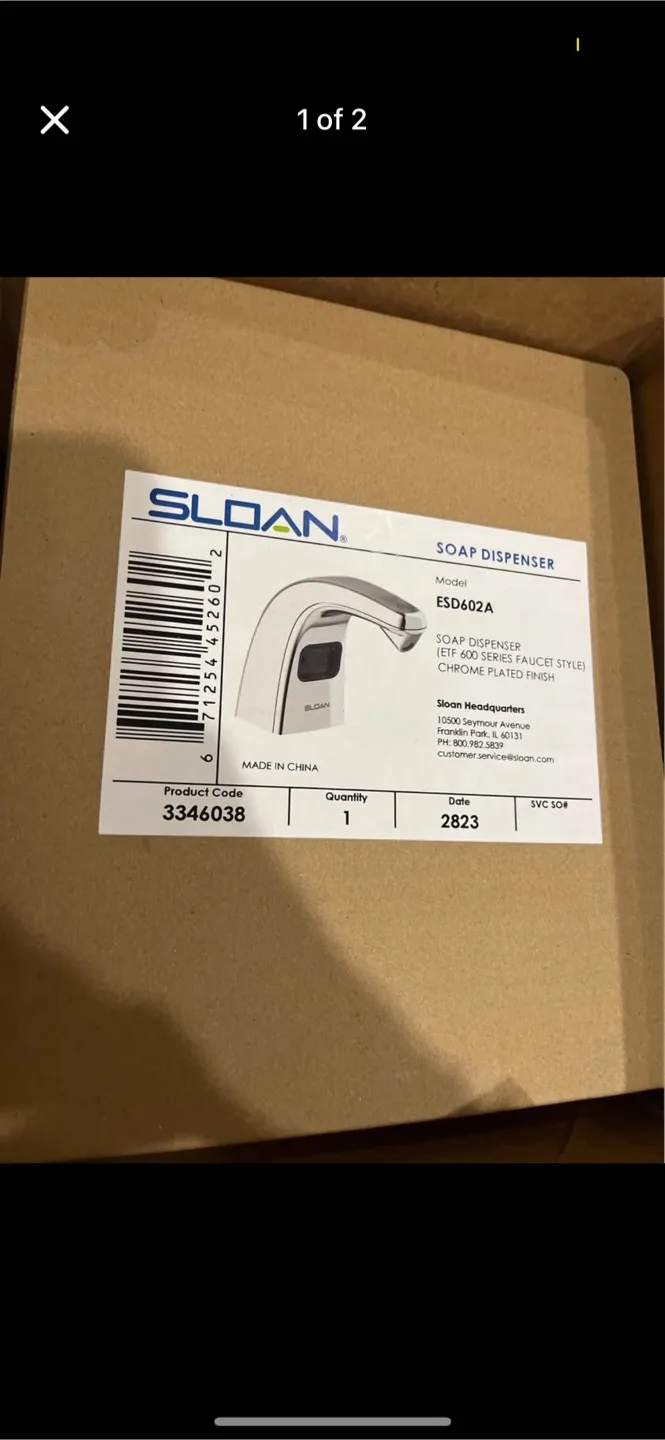 1 of 2
SLOAN®
SOAP DISPENSER
Model
ESD602A
SOAP DISPENSER
(ETF 600 SERIES FAUCET STYLE)
CHROME PLATED FINISH
Sloan Headquarters
10500 Seymour Avenue
Franklin Park, IL 60131
PH: 800.982.5839
customer.service@sloan.com
6 71254 45260 2
SLOAN
MADE IN CHINA
Product Code
3346038
Quantity
1
Date
2823
SVC SO#